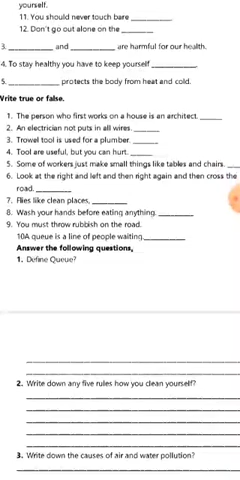 yourself.
11. You should never touch bare ________
12. Don't go out alone on the ________
3. ________ and ________ are harmful for our health.
4. To stay healthy you have to keep yourself ________.
5. ________ protects the body from heat and cold.
Write true or false.
1. The person who first works on a house is an architect. ______
2. An electrician not puts in all wires. ______
3. Trowel tool is used for a plumber. ______
4. Tool are useful, but you can hurt. ______
5. Some of workers just make small things like tables and chairs. ___
6. Look at the right and left and then right again and then cross the
road. ________
7. Flies like clean places, ________
8. Wash your hands before eating anything. ________
9. You must throw rubbish on the road.
10A queue is a line of people waiting ________
Answer the following questions,
1. Define Queue?
2. Write down any five rules how you clean yourself?
3. Write down the causes of air and water pollution?